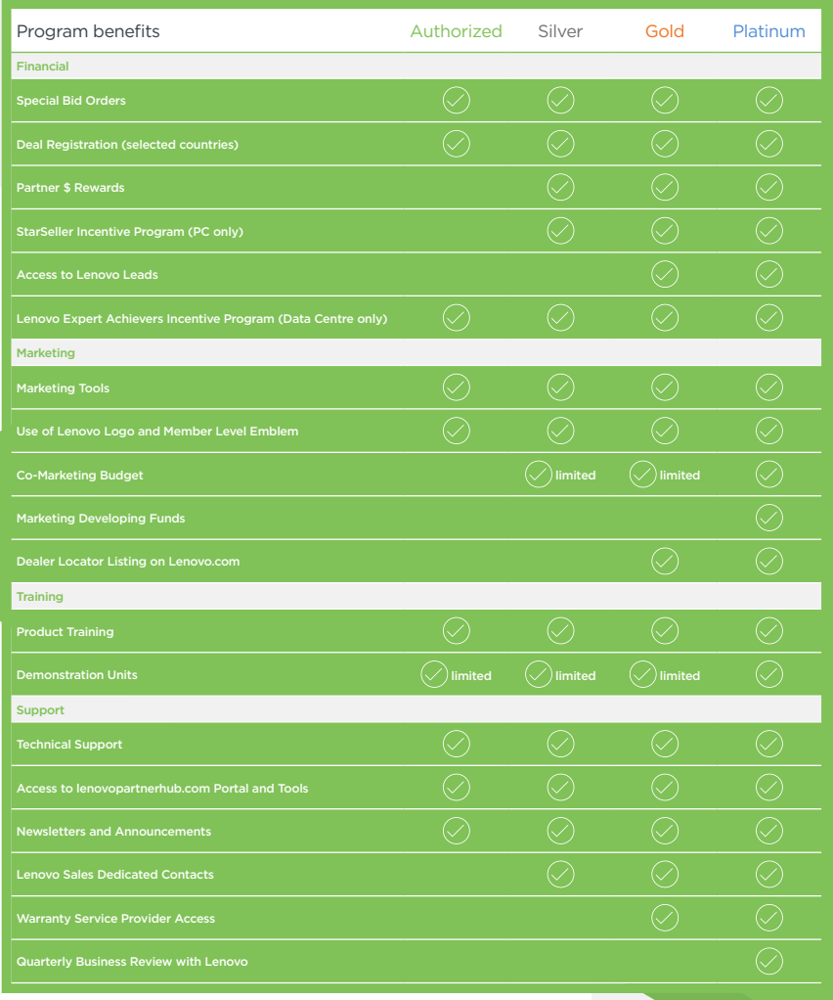 Program benefits Authorized Silver Gold Platinum
Financial
Special Bid Orders
Deal Registration (selected countries)
Partner $ Rewards
StarSeller Incentive Program (PC only)
Access to Lenovo Leads
Lenovo Expert Achievers Incentive Program (Data Centre only)
Marketing
Marketing Tools
Use of Lenovo Logo and Member Level Emblem
Co-Marketing Budget limited limited
Marketing Developing Funds
Dealer Locator Listing on Lenovo.com
Training
Product Training
Demonstration Units limited limited limited
Support
Technical Support
Access to lenovopartnerhub.com Portal and Tools
Newsletters and Announcements
Lenovo Sales Dedicated Contacts
Warranty Service Provider Access
Quarterly Business Review with Lenovo